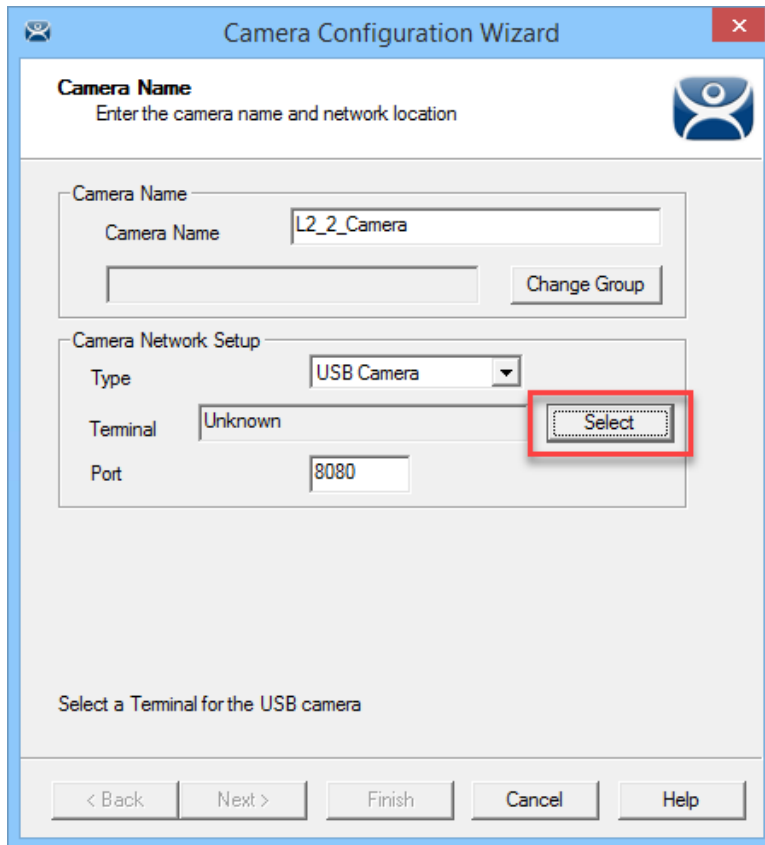 Camera Configuration Wizard
Camera Name
Enter the camera name and network location
Camera Name
Camera Name L2_2_Camera
Change Group
Camera Network Setup
Type USB Camera
Terminal Unknown Select
Port 8080
Select a Terminal for the USB camera
< Back Next > Finish Cancel Help